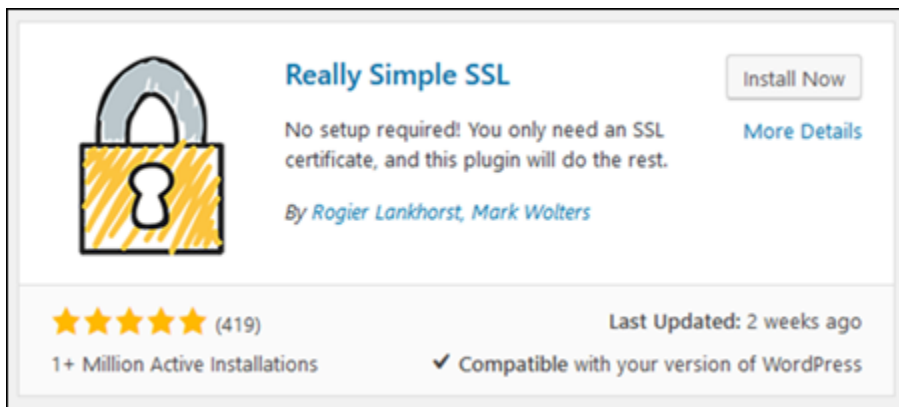 Really Simple SSL
Install Now
No setup required! You only need an SSL
certificate, and this plugin will do the rest.
More Details
By Rogier Lankhorst, Mark Wolters
(419)
Last Updated: 2 weeks ago
1+ Million Active Installations
✔ Compatible with your version of WordPress